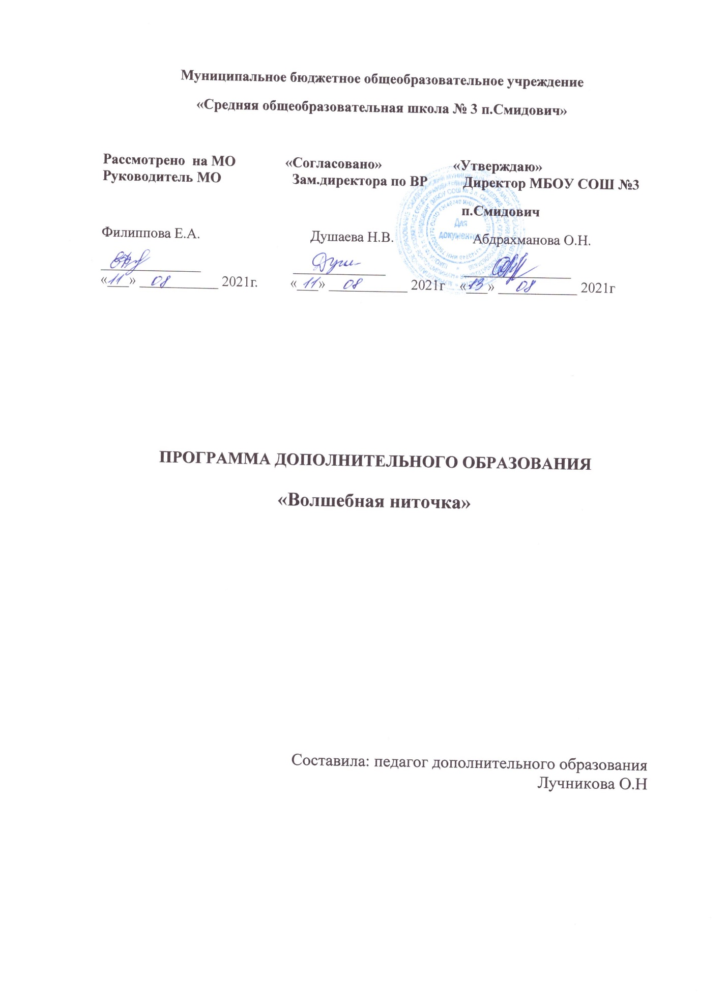 Муниципальное бюджетное общеобразовательное учреждение
«Средняя общеобразовательная школа № 3 п.Смидович»
Рассмотрено на МО «Согласовано» «Утверждаю»
Руководитель МО Зам.директора по ВР Директор МБОУ СОШ №3
п.Смидович
Для
документов
Филиппова Е.А. Душаева Н.В. Абдрахманова О.Н.
«11» 08 2021г. «11» 08 2021г «13» 08 2021г
ПРОГРАММА ДОПОЛНИТЕЛЬНОГО ОБРАЗОВАНИЯ
«Волшебная ниточка»
Составила: педагог дополнительного образования
Лучникова О.Н